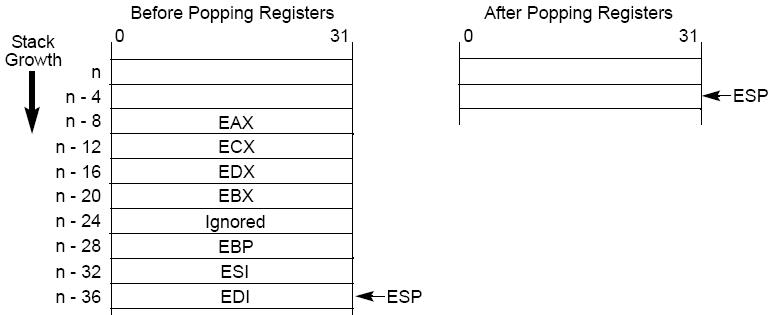 Before Popping Registers After Popping Registers
0 31 0 31
Stack
Growth
n
n - 4 ESP
n - 8 EAX
n - 12 ECX
n - 16 EDX
n - 20 EBX
n - 24 Ignored
n - 28 EBP
n - 32 ESI
n - 36 EDI ESP